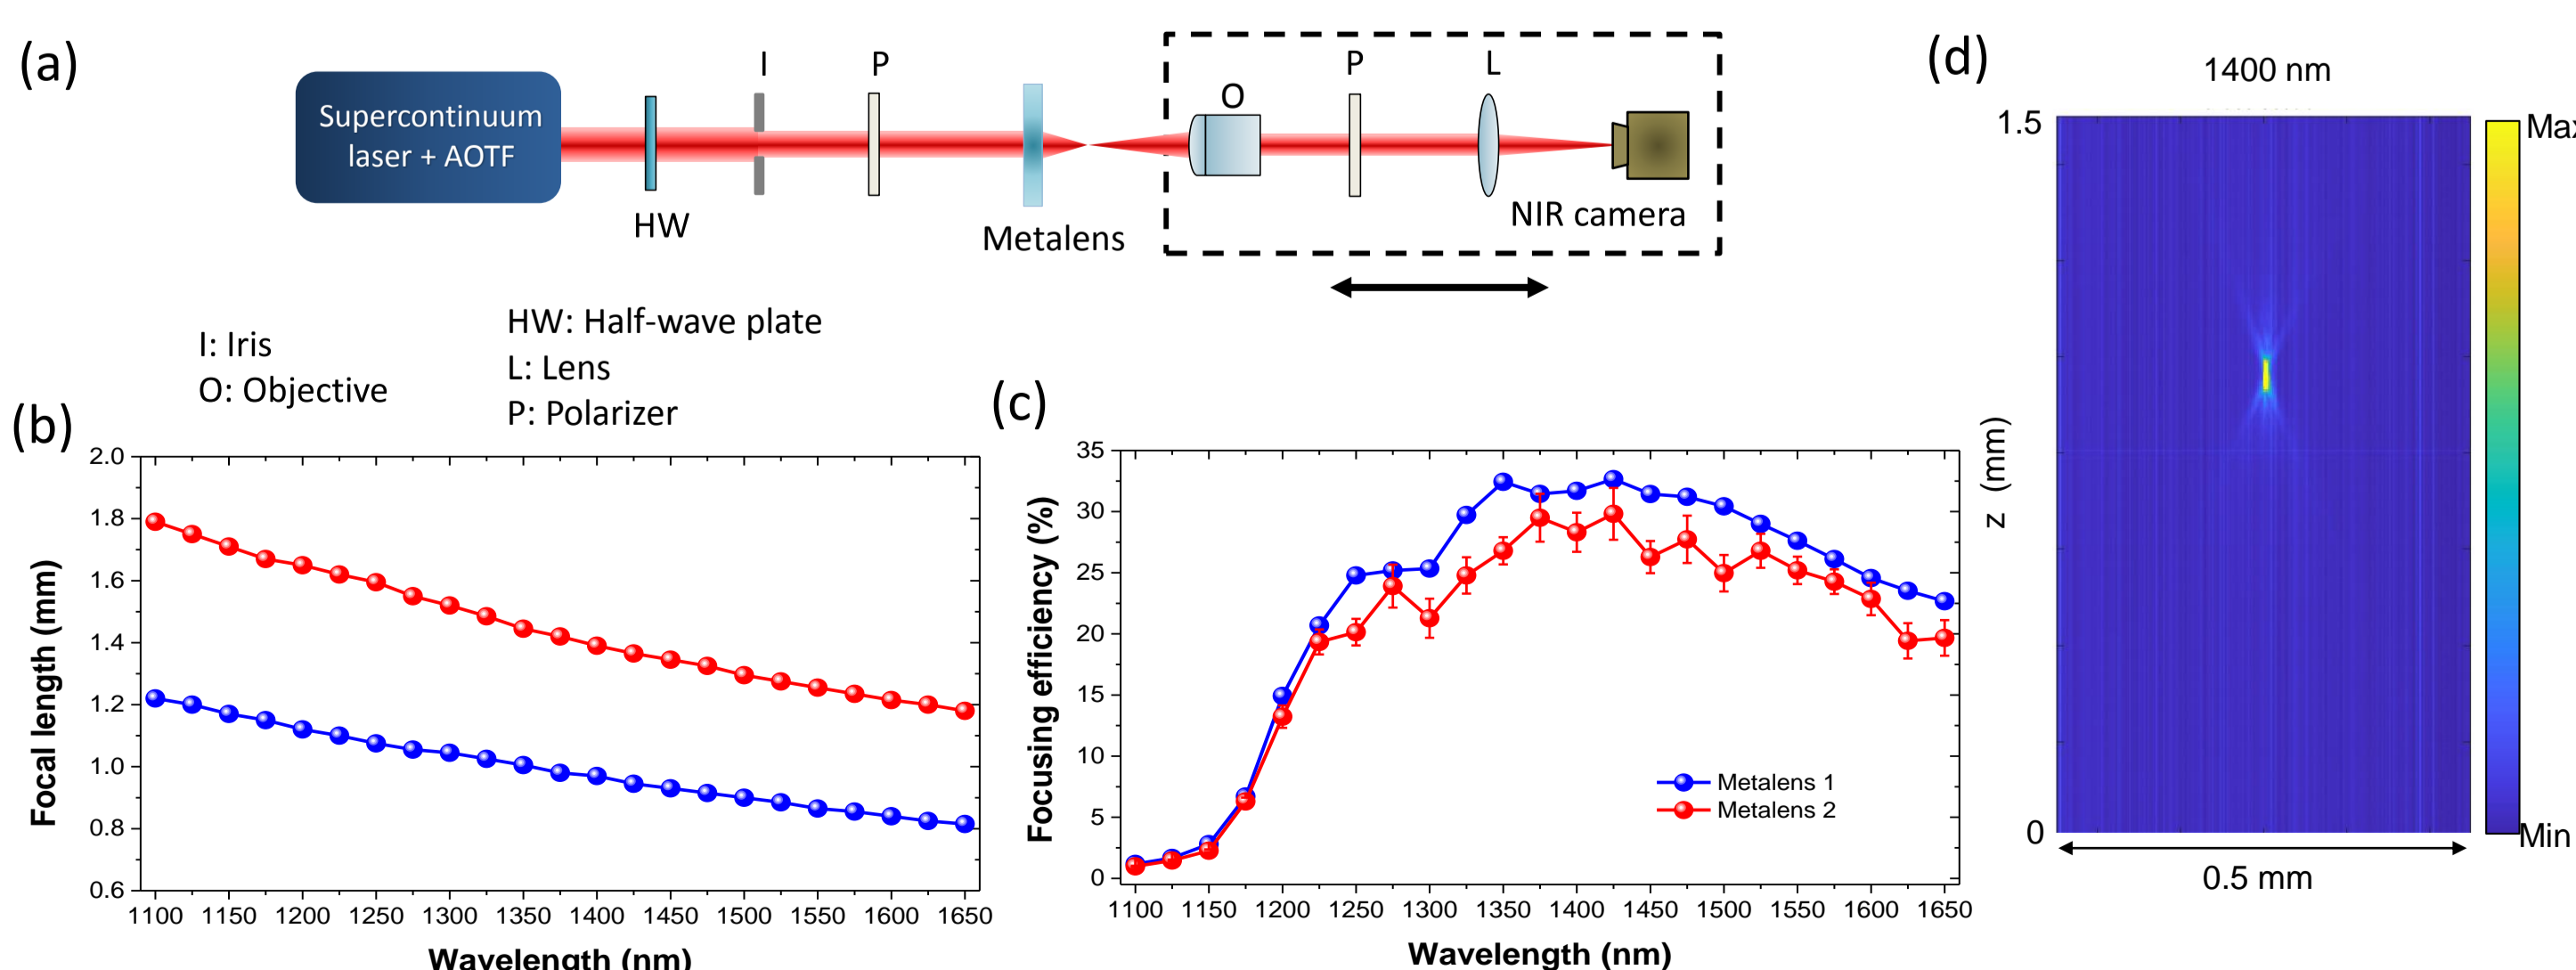 (a)
Supercontinuum
laser + AOTF
HW
I
P
Metalens
O
P
L
NIR camera
I: Iris
O: Objective
HW: Half-wave plate
L: Lens
P: Polarizer
(b)
2.0
1.8
1.6
1.4
1.2
1.0
0.8
0.6
Focal length (mm)
1100 1150 1200 1250 1300 1350 1400 1450 1500 1550 1600 1650
Wavelength (nm)
(c)
35
30
25
20
15
10
5
0
Focusing efficiency (%)
Metalens 1
Metalens 2
1100 1150 1200 1250 1300 1350 1400 1450 1500 1550 1600 1650
Wavelength (nm)
(d)
1400 nm
1.5
z (mm)
0
0.5 mm
Max
Min